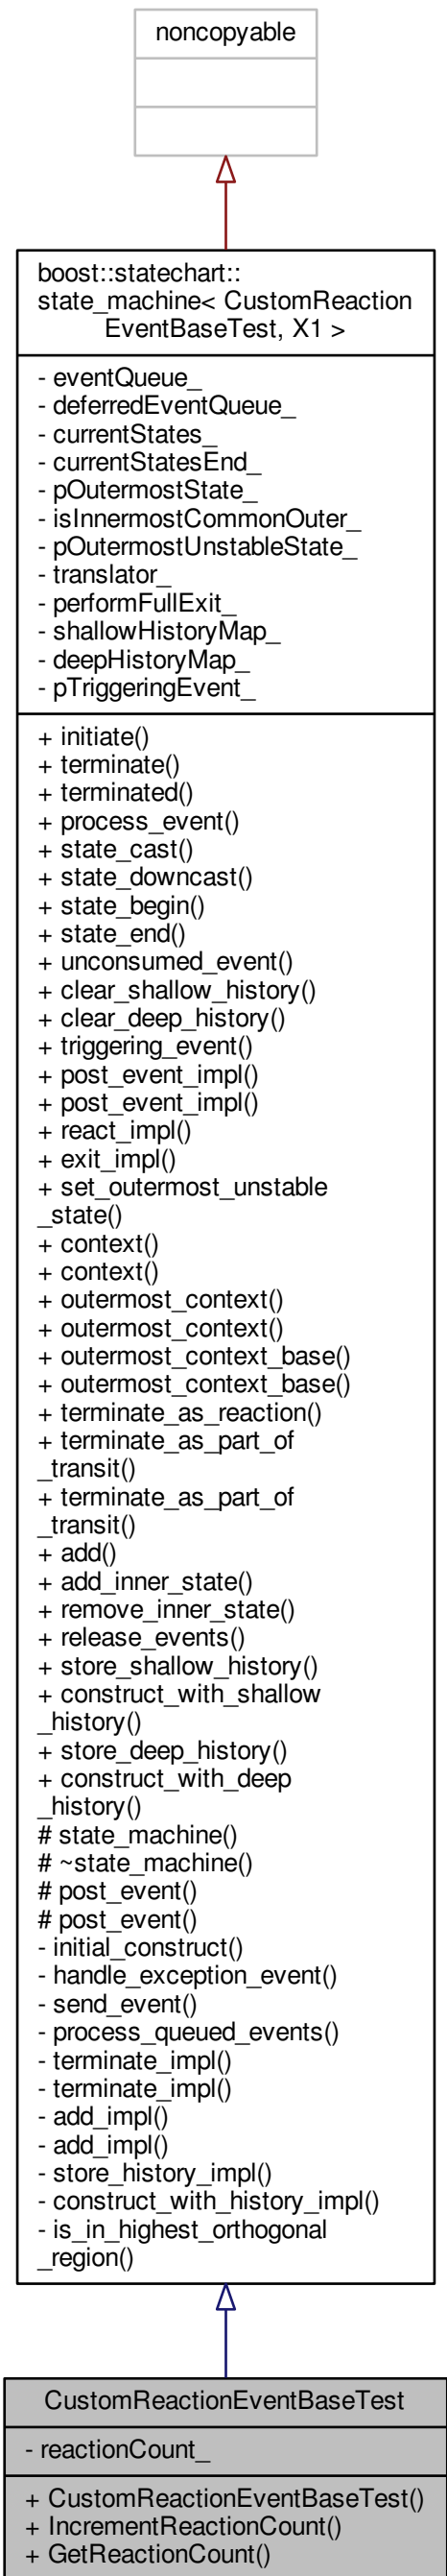 noncopyable
boost::statechart::
state_machine< CustomReaction
EventBaseTest, X1 >
- eventQueue_
- deferredEventQueue_
- currentStates_
- currentStatesEnd_
- pOutermostState_
- isInnermostCommonOuter_
- pOutermostUnstableState_
- translator_
- performFullExit_
- shallowHistoryMap_
- deepHistoryMap_
- pTriggeringEvent_
+ initiate()
+ terminate()
+ terminated()
+ process_event()
+ state_cast()
+ state_downcast()
+ state_begin()
+ state_end()
+ unconsumed_event()
+ clear_shallow_history()
+ clear_deep_history()
+ triggering_event()
+ post_event_impl()
+ post_event_impl()
+ react_impl()
+ exit_impl()
+ set_outermost_unstable
_state()
+ context()
+ context()
+ outermost_context()
+ outermost_context()
+ outermost_context_base()
+ outermost_context_base()
+ terminate_as_reaction()
+ terminate_as_part_of
_transit()
+ terminate_as_part_of
_transit()
+ add()
+ add_inner_state()
+ remove_inner_state()
+ release_events()
+ store_shallow_history()
+ construct_with_shallow
_history()
+ store_deep_history()
+ construct_with_deep
_history()
# state_machine()
# ~state_machine()
# post_event()
# post_event()
- initial_construct()
- handle_exception_event()
- send_event()
- process_queued_events()
- terminate_impl()
- terminate_impl()
- add_impl()
- add_impl()
- store_history_impl()
- construct_with_history_impl()
- is_in_highest_orthogonal
_region()
CustomReactionEventBaseTest
- reactionCount_
+ CustomReactionEventBaseTest()
+ IncrementReactionCount()
+ GetReactionCount()